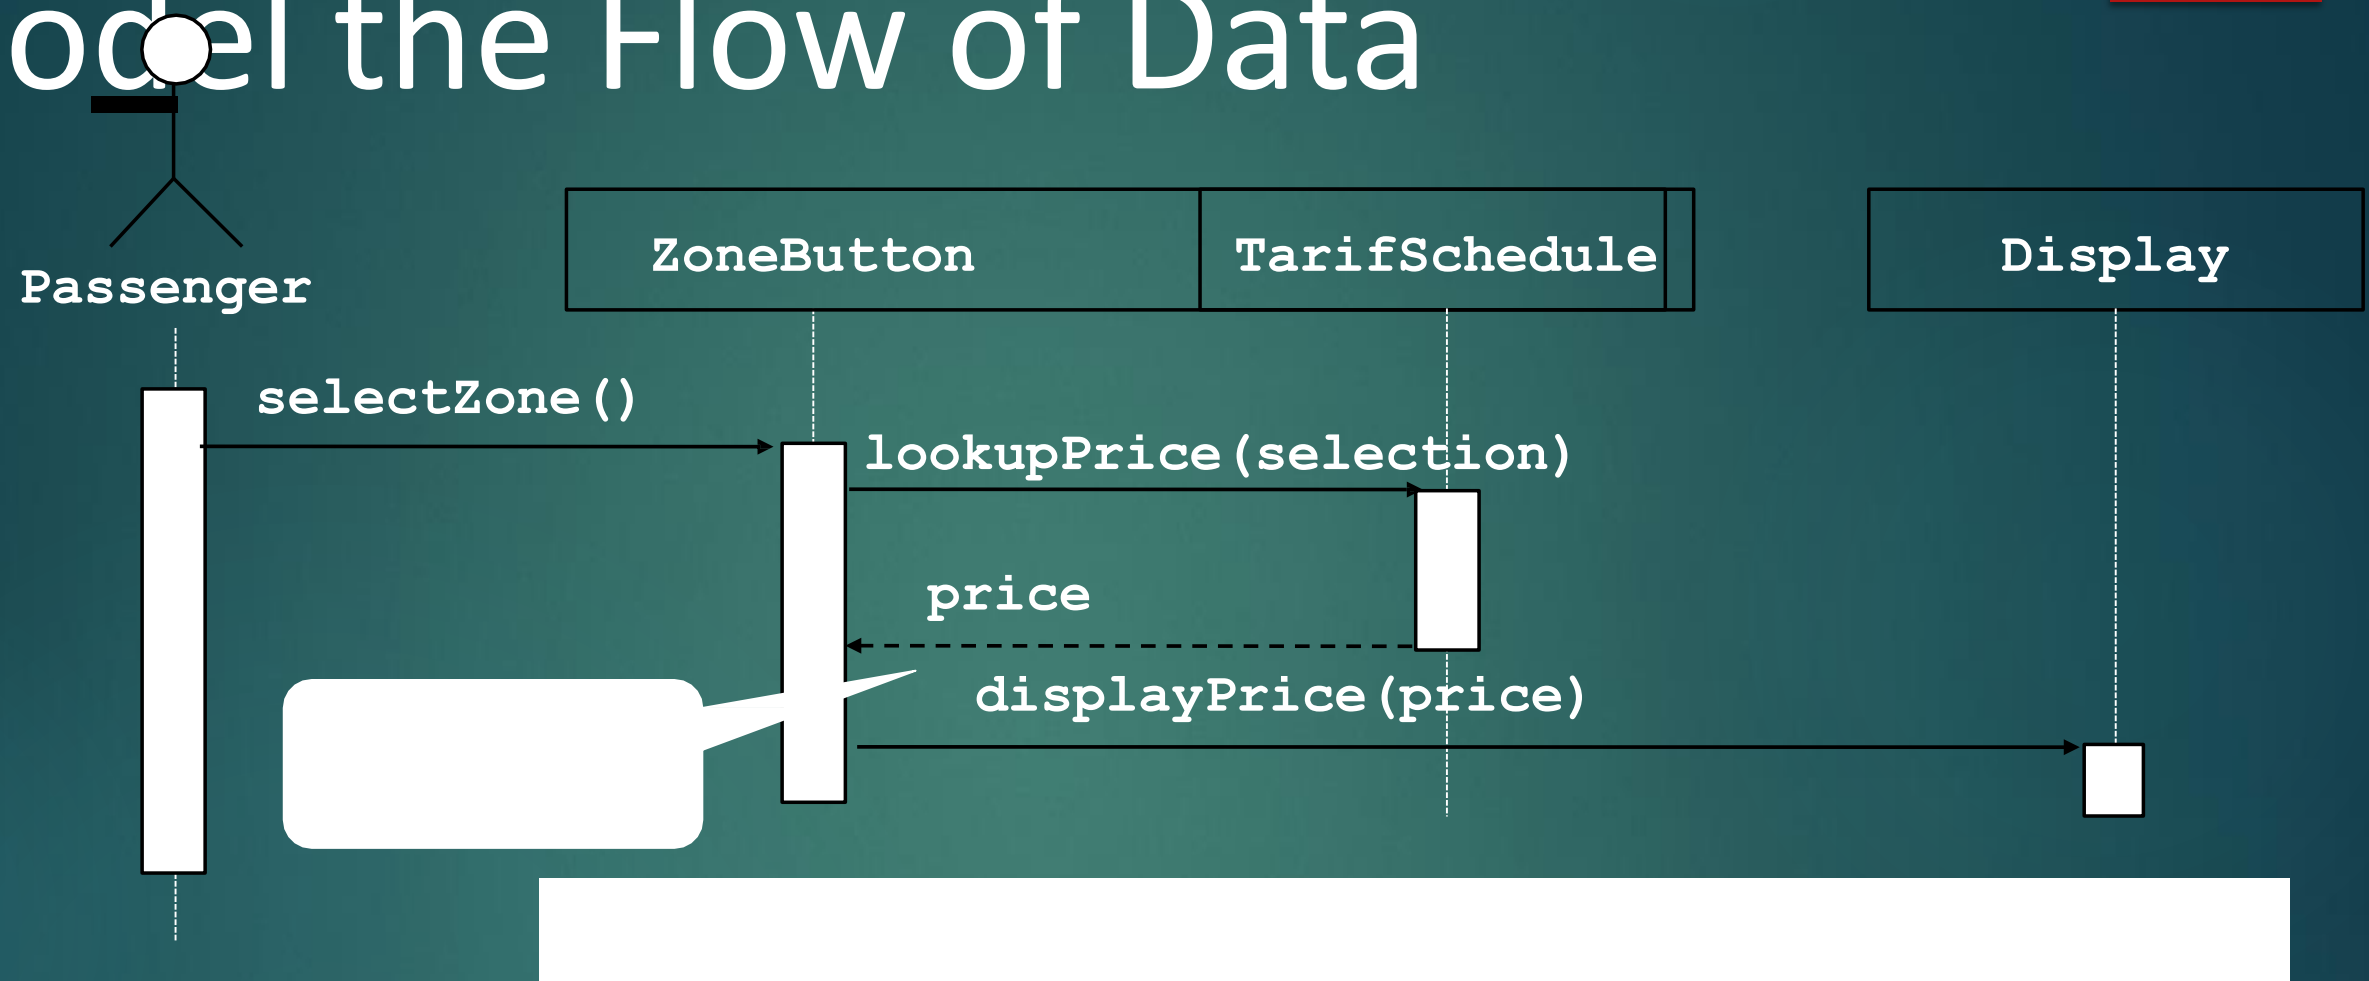 odel the Flow of Data
ZoneButton
TarifSchedule
Display
Passenger
selectZone()
lookupPrice(selection)
price
displayPrice(price)